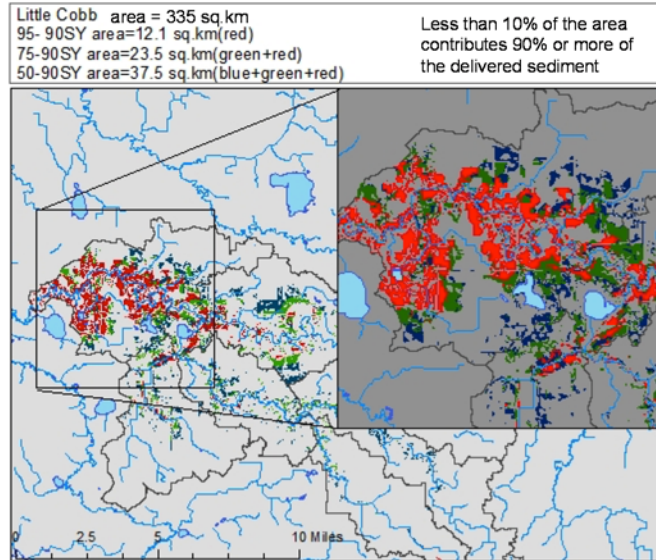 Little Cobb area = 335 sq.km
95- 90SY area=12.1 sq.km(red)
75-90SY area=23.5 sq.km(green+red)
50-90SY area=37.5 sq.km(blue+green+red)
Less than 10% of the area
contributes 90% or more of
the delivered sediment
0 2.5 5 10 Miles